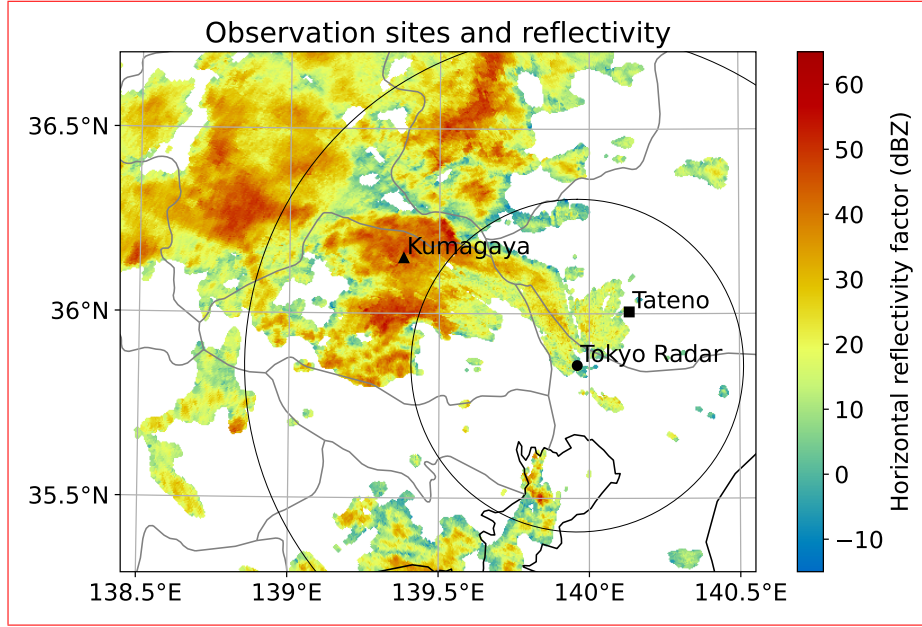 Observation sites and reflectivity
36.5°N
36°N
35.5°N
138.5°E
139°E
139.5°E
140°E
140.5°E
Kumagaya
Tateno
Tokyo Radar
60
50
40
30
20
10
0
−10
Horizontal reflectivity factor (dBZ)